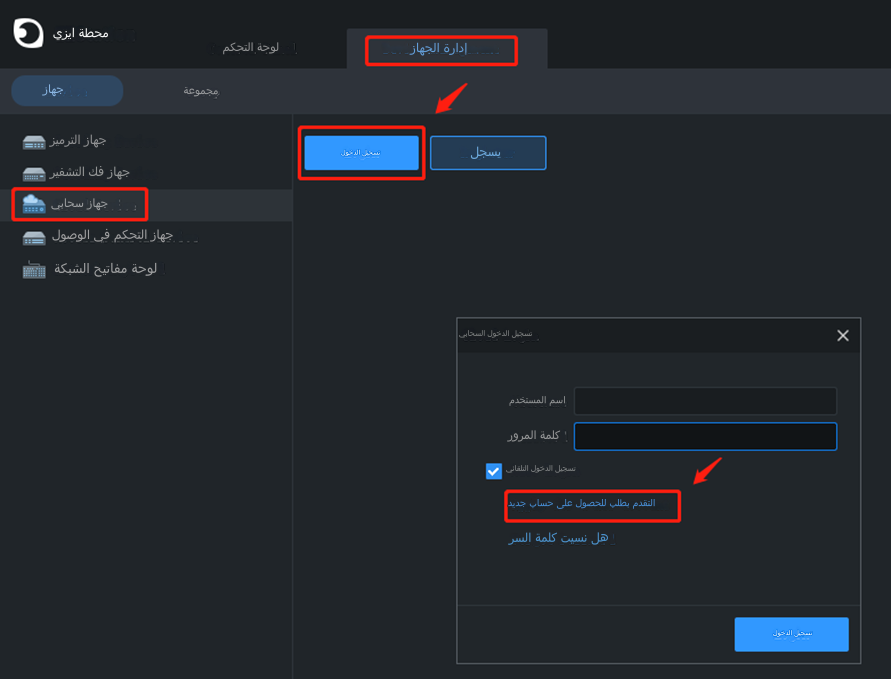 محطة ايزي
لوحة التحكم
إدارة الجهاز
جهاز
مجموعة
جهاز الترميز
جهاز فك التشفير
جهاز سحابي
جهاز التحكم في الوصول
لوحة مفاتيح الشبكة
تسجيل الدخول
يسجل
تسجيل الدخول السحابي
اسم المستخدم
كلمة المرور
تسجيل الدخول التلقائي
التقدم بطلب للحصول على حساب جديد
هل نسيت كلمة السر
تسجيل الدخول